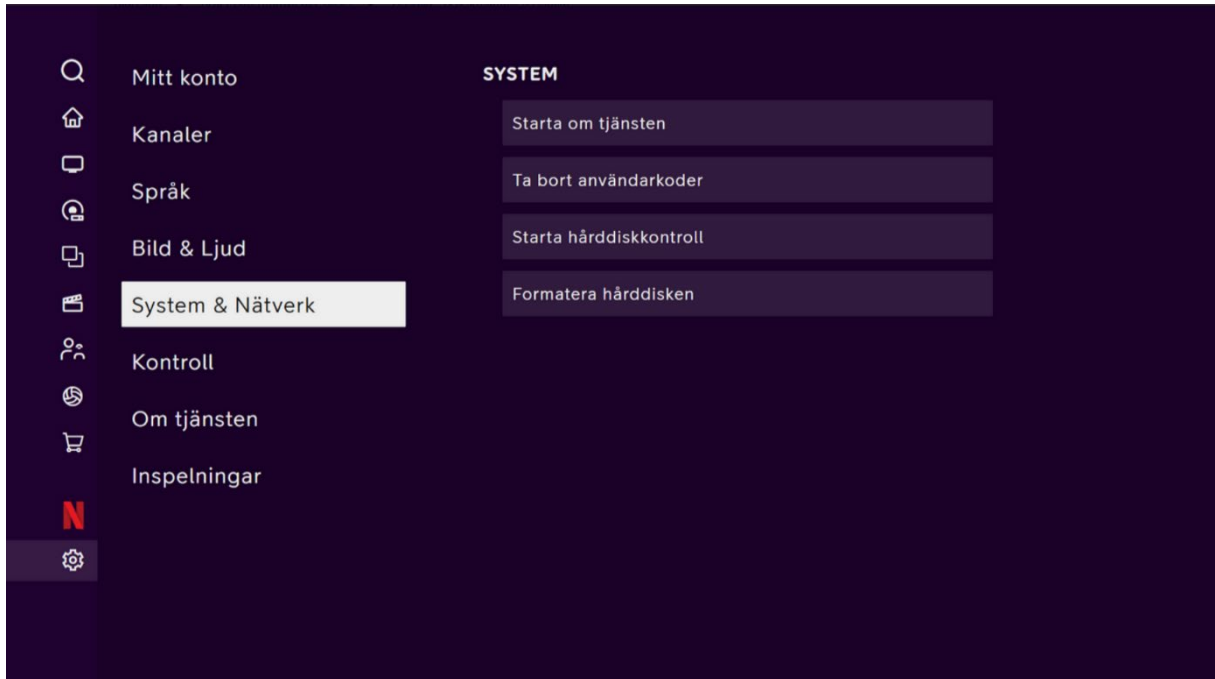 Mitt konto
Kanaler
Språk
Bild & Ljud
System & Nätverk
Kontroll
Om tjänsten
Inspelningar
N
SYSTEM
Starta om tjänsten
Ta bort användarkoder
Starta hårddiskkontroll
Formatera hårddisken